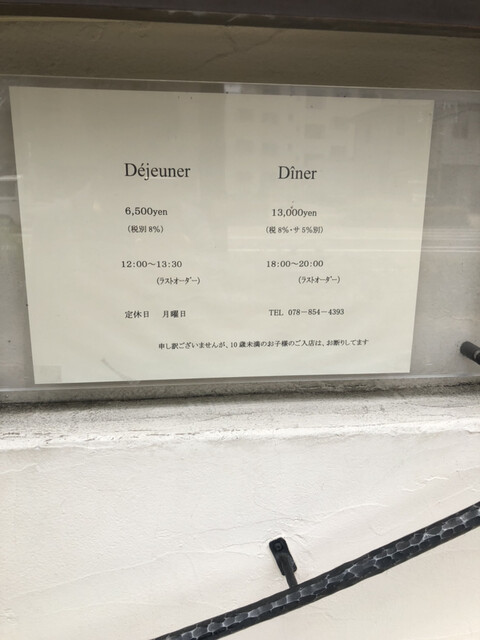 Déjeuner
6,500yen
(税別8%)
12:00〜13:30
(ラストオーダー)
定休日 月曜日
Dîner
13,000yen
(税8%・サ5%別)
18:00〜20:00
(ラストオーダー)
TEL 078－854－4393
申し訳ございませんが、10歳未満のお子様のご入店は、お断りしてます